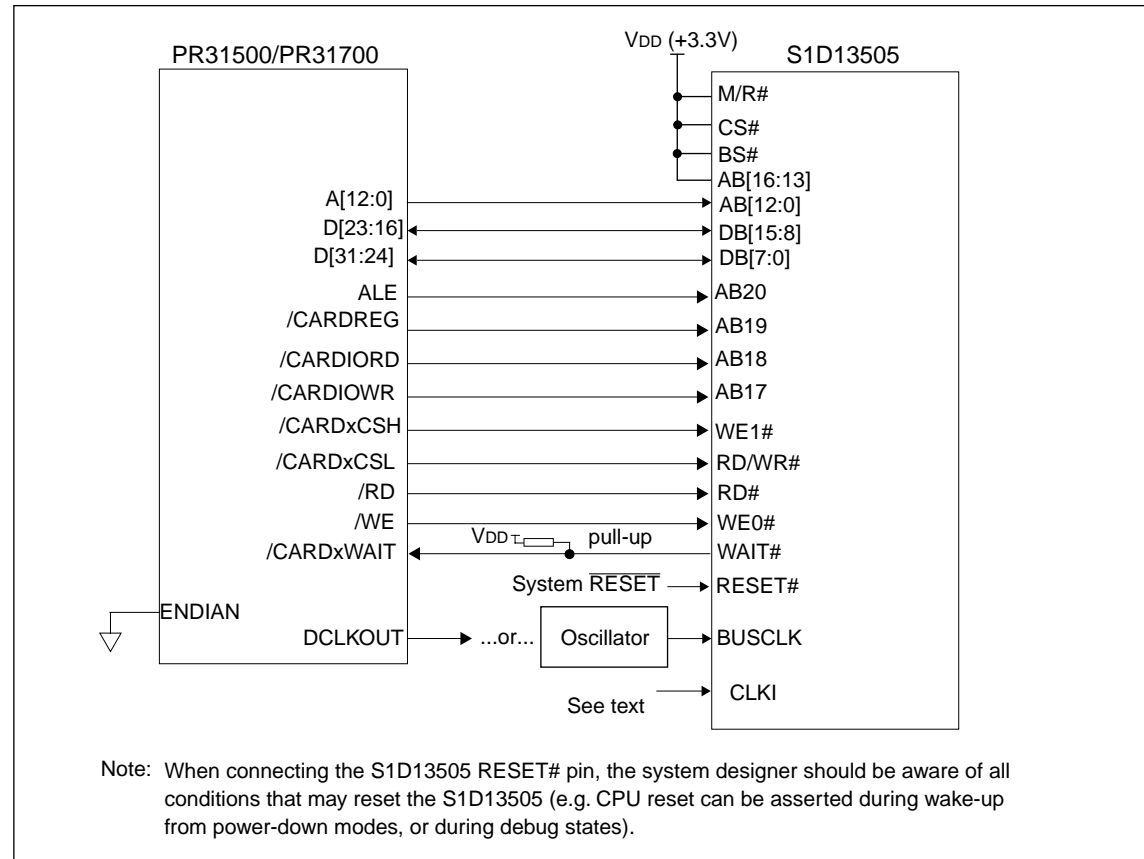 VDD (+3.3V)
PR31500/PR31700
S1D13505
M/R#
CS#
BS#
AB[16:13]
A[12:0]
AB[12:0]
D[23:16]
DB[15:8]
D[31:24]
DB[7:0]
ALE
AB20
/CARDREG
AB19
/CARDIORD
AB18
/CARDIOWR
AB17
/CARDxCSH
WE1#
/CARDxCSL
RD/WR#
/RD
RD#
/WE
WE0#
VDD
pull-up
/CARDxWAIT
WAIT#
System RESET
RESET#
ENDIAN
DCLKOUT
...or...
Oscillator
BUSCLK
See text
CLKI
Note: When connecting the S1D13505 RESET# pin, the system designer should be aware of all
conditions that may reset the S1D13505 (e.g. CPU reset can be asserted during wake-up
from power-down modes, or during debug states).